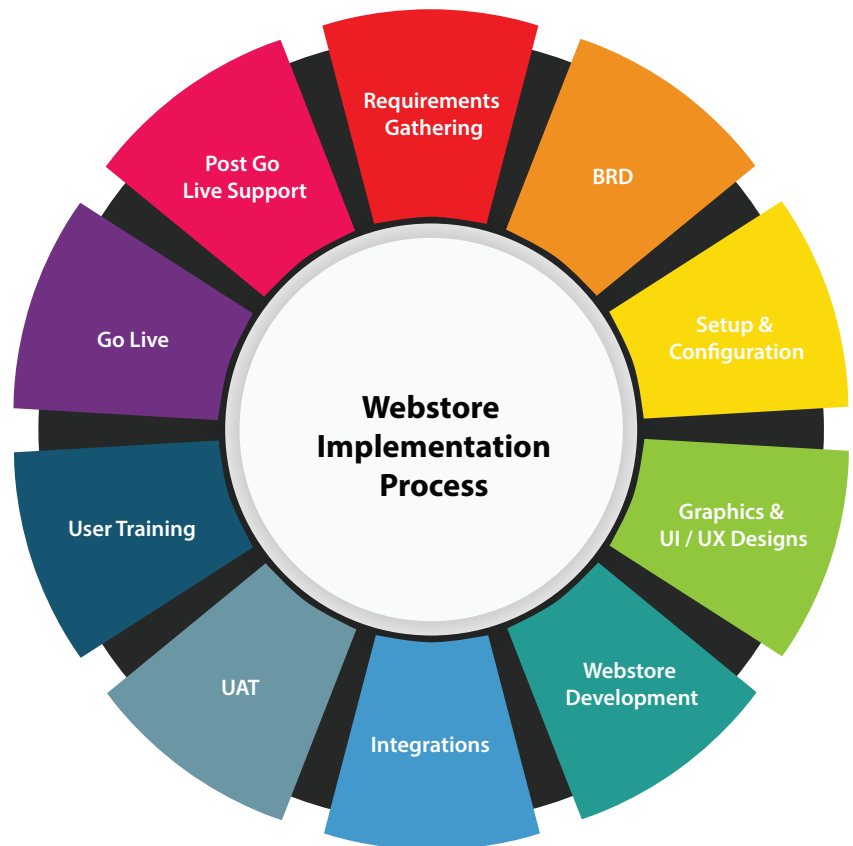 Requirements
Gathering
BRD
Setup &
Configuration
Graphics &
UI / UX Designs
Webstore
Development
Integrations
UAT
User Training
Go Live
Post Go
Live Support
Webstore
Implementation
Process